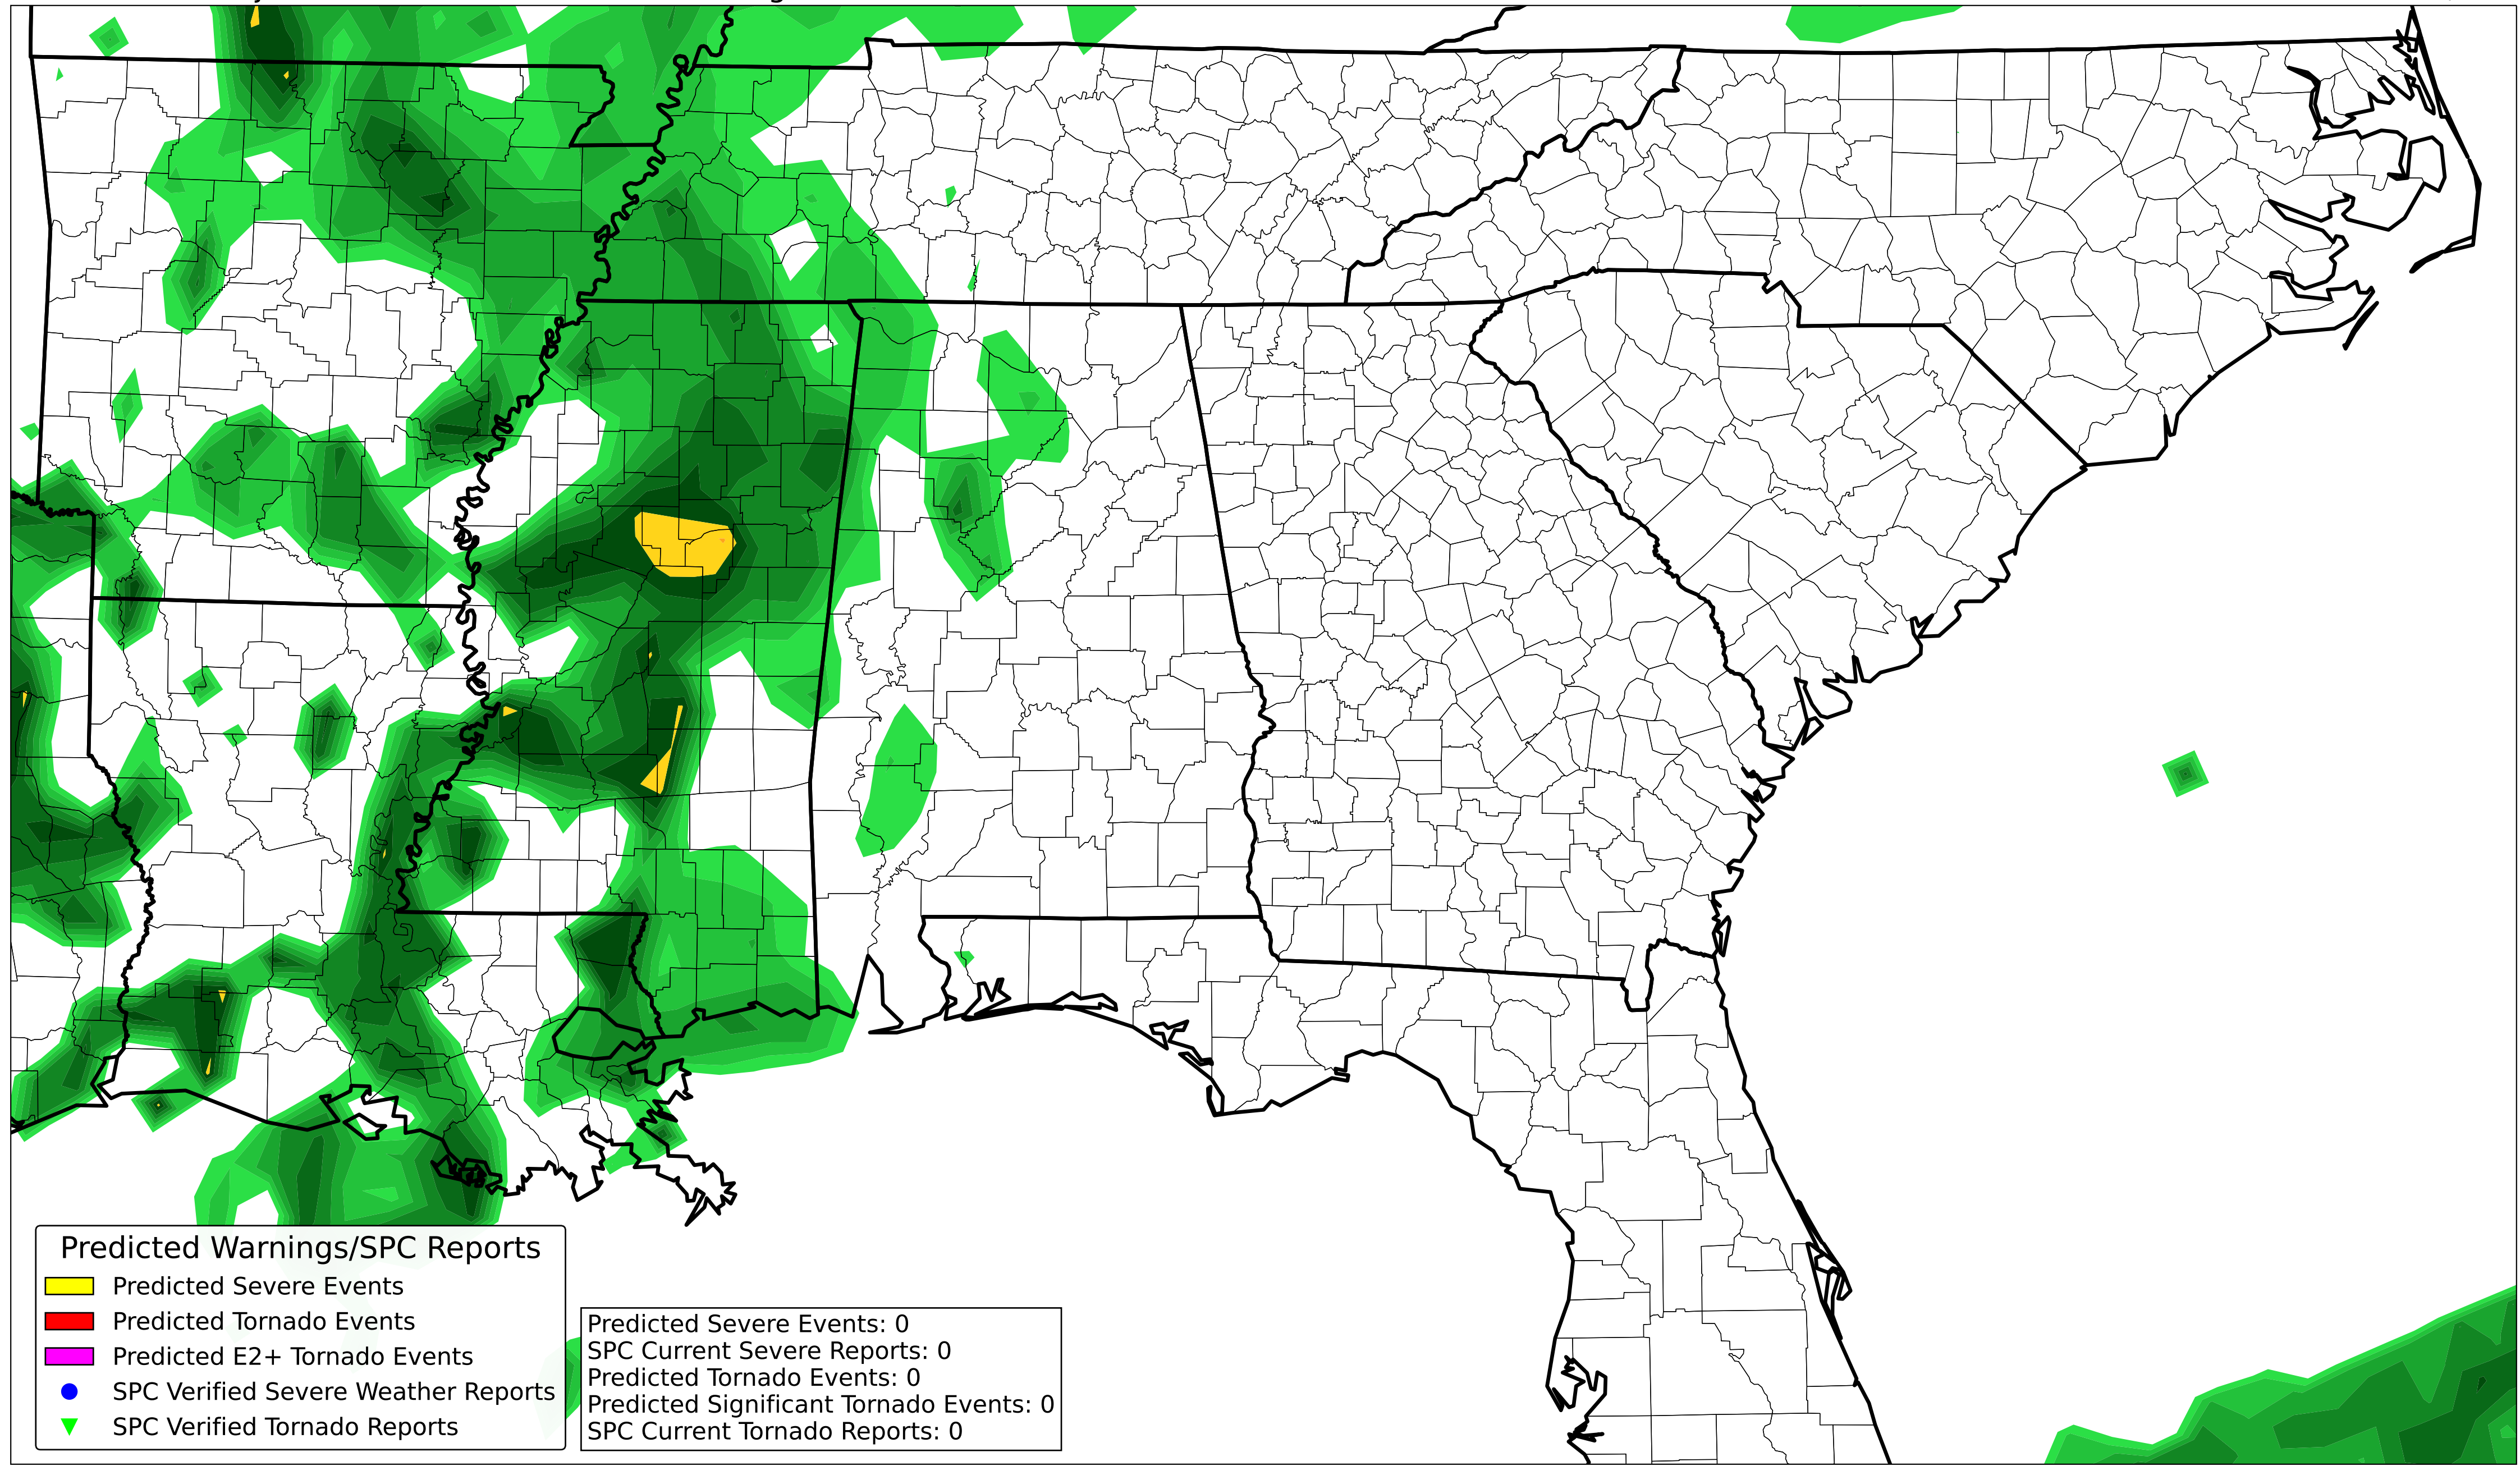 Predicted Warnings/SPC Reports
Predicted Severe Events
Predicted Tornado Events
Predicted E2+ Tornado Events
SPC Verified Severe Weather Reports
SPC Verified Tornado Reports
Predicted Severe Events: 0
SPC Current Severe Reports: 0
Predicted Tornado Events: 0
Predicted Significant Tornado Events: 0
SPC Current Tornado Reports: 0